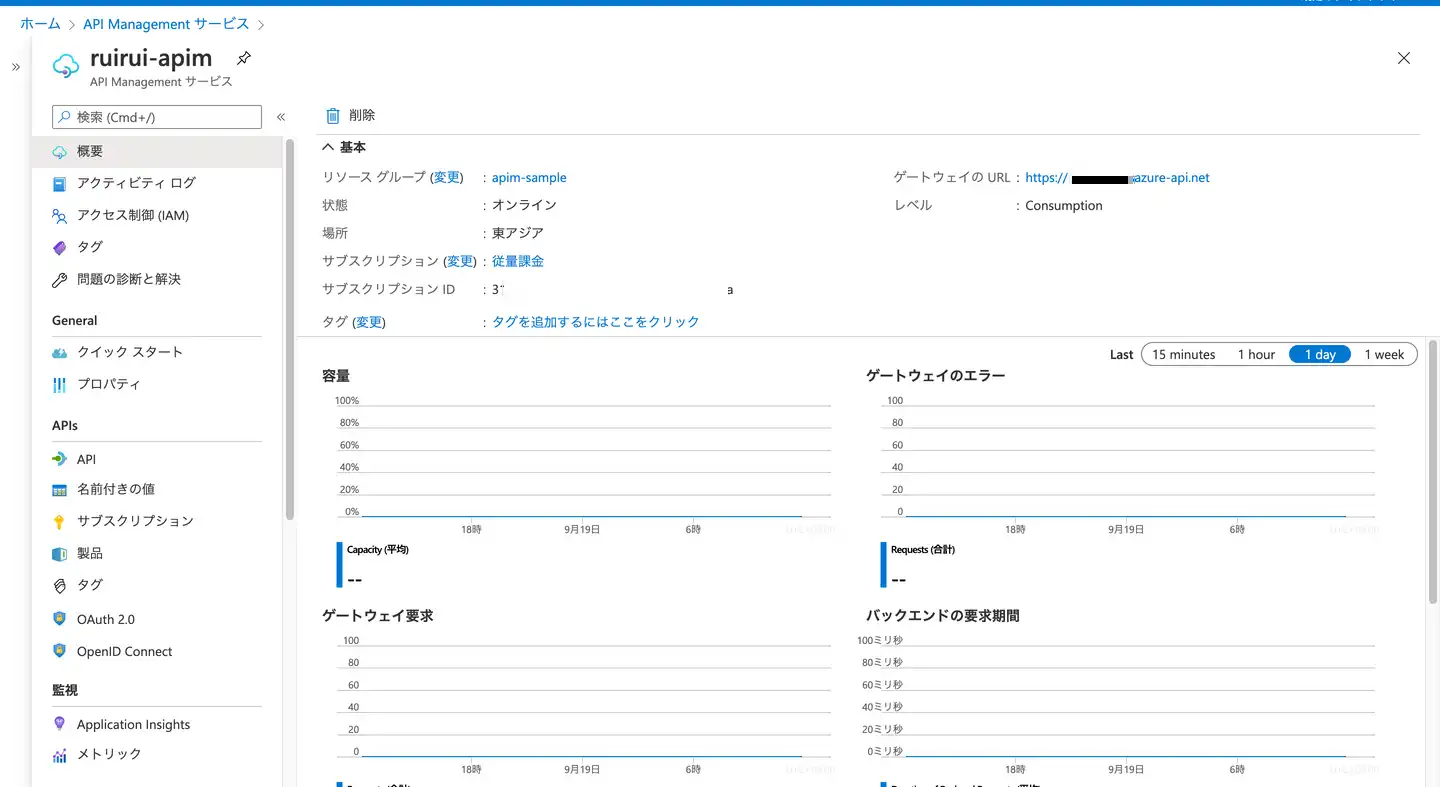 ホーム > API Management サービス >
ruirui-apim
API Management サービス
»
検索 (Cmd+/)
«
概要
アクティビティ ログ
アクセス制御 (IAM)
タグ
問題の診断と解決
General
クイック スタート
プロパティ
APIs
API
名前付きの値
サブスクリプション
製品
タグ
OAuth 2.0
OpenID Connect
監視
Application Insights
メトリック
削除
基本
リソース グループ (変更) : apim-sample
状態 : オンライン
場所 : 東アジア
サブスクリプション (変更) : 従量課金
サブスクリプション ID : a
タグ (変更) : タグを追加するにはここをクリック
ゲートウェイの URL : https:// azure-api.net
レベル : Consumption
Last 15 minutes 1 hour 1 day 1 week
容量
100%
80%
60%
40%
20%
0%
18時 9月19日 6時
Capacity (平均)
--
ゲートウェイのエラー
100
80
60
40
20
0
18時 9月19日 6時
Requests (合計)
--
ゲートウェイ要求
100
80
60
40
20
0
18時 9月19日 6時
バックエンドの要求期間
100ミリ秒
80ミリ秒
60ミリ秒
40ミリ秒
20ミリ秒
0ミリ秒
18時 9月19日 6時